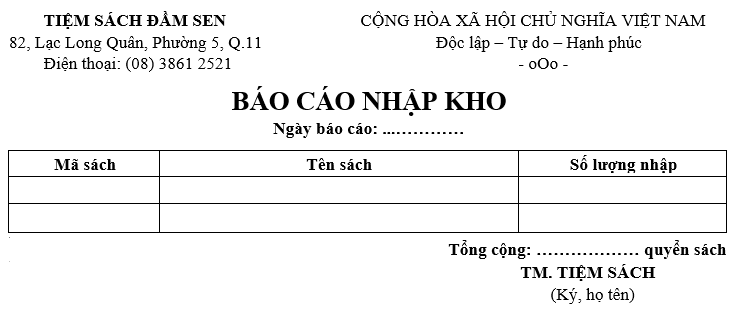 TIỆM SÁCH ĐẦM SEN
82, Lạc Long Quân, Phường 5, Q.11
Điện thoại: (08) 3861 2521
CỘNG HÒA XÃ HỘI CHỦ NGHĨA VIỆT NAM
Độc lập – Tự do – Hạnh phúc
- oOo -
BÁO CÁO NHẬP KHO
Ngày báo cáo: ...…………
Mã sách Tên sách Số lượng nhập
Tổng cộng: ……………… quyển sách
TM. TIỆM SÁCH
(Ký, họ tên)